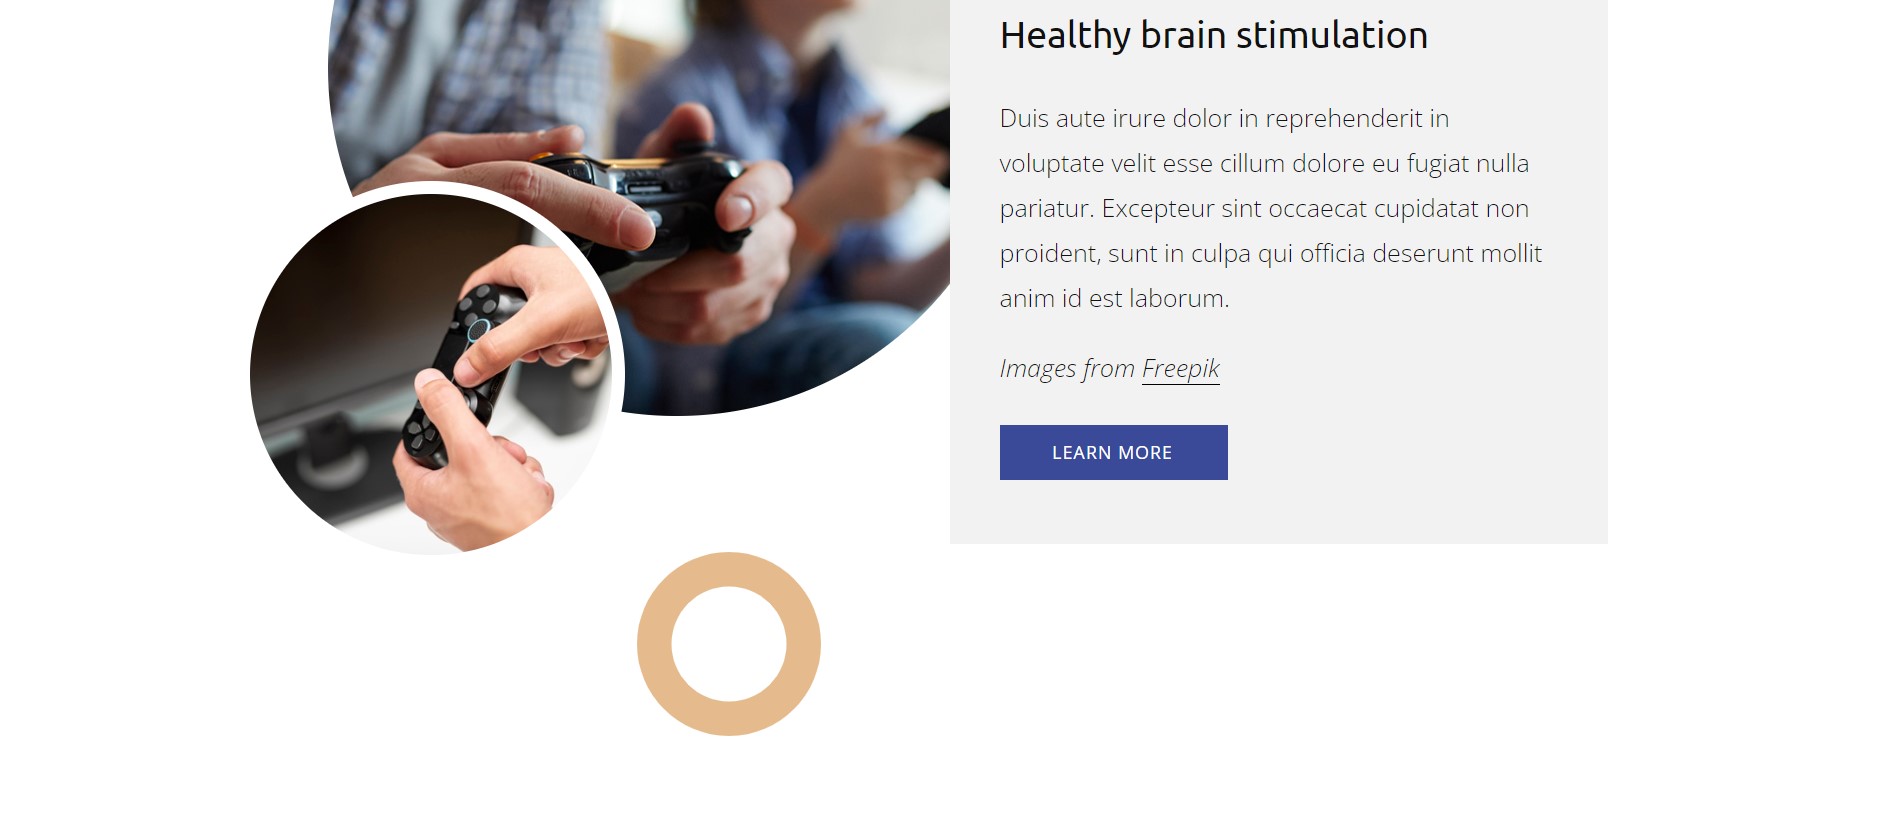 Healthy brain stimulation
Duis aute irure dolor in reprehenderit in
voluptate velit esse cillum dolore eu fugiat nulla
pariatur. Excepteur sint occaecat cupidatat non
proident, sunt in culpa qui officia deserunt mollit
anim id est laborum.
Images from Freepik
LEARN MORE